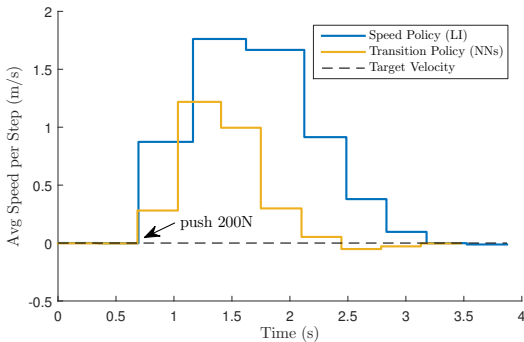 Avg Speed per Step (m/s)
2
1.5
1
0.5
0
-0.5
Speed Policy (LI)
Transition Policy (NNs)
Target Velocity
push 200N
0 0.5 1 1.5 2 2.5 3 3.5 4
Time (s)